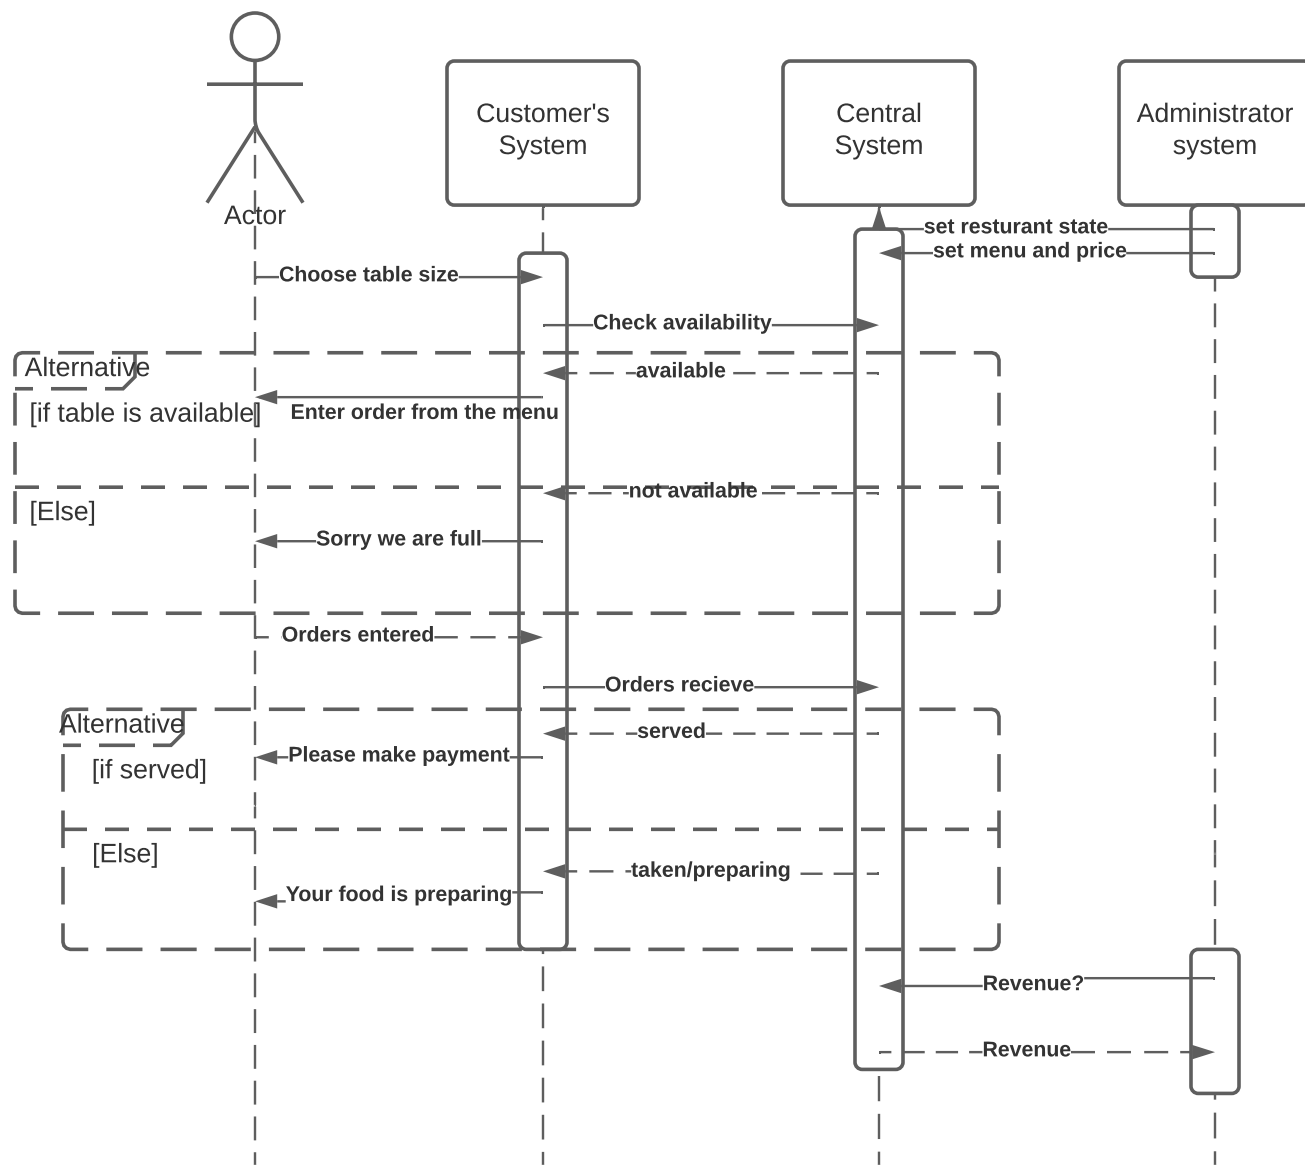 Customer's
System
Central
System
Administrator
system
Actor
set resturant state
set menu and price
Choose table size
Check availability
Alternative
available
[if table is available]
Enter order from the menu
not available
[Else]
Sorry we are full
Orders entered
Orders recieve
Alternative
served
Please make payment
[if served]
[Else]
taken/preparing
Your food is preparing
Revenue?
Revenue